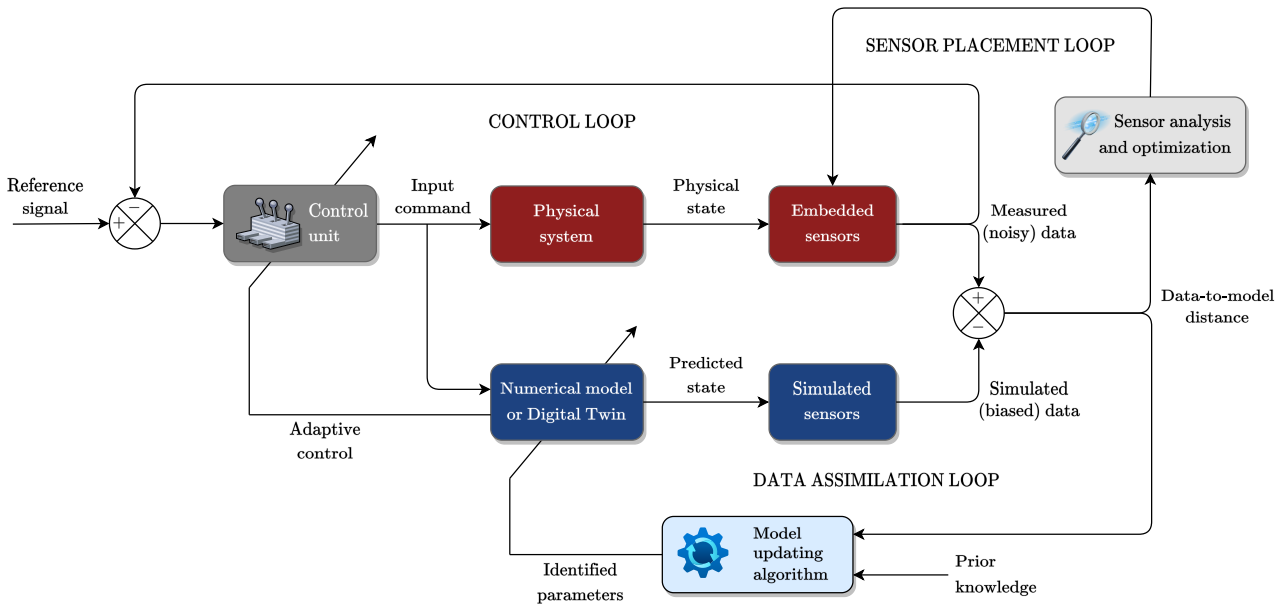 SENSOR PLACEMENT LOOP
CONTROL LOOP
Sensor analysis
and optimization
Reference
signal
−
+
Control
unit
Input
command
Physical
system
Physical
state
Embedded
sensors
Measured
(noisy) data
+
−
Data-to-model
distance
Numerical model
or Digital Twin
Predicted
state
Simulated
sensors
Simulated
(biased) data
Adaptive
control
DATA ASSIMILATION LOOP
Model
updating
algorithm
Identified
parameters
Prior
knowledge